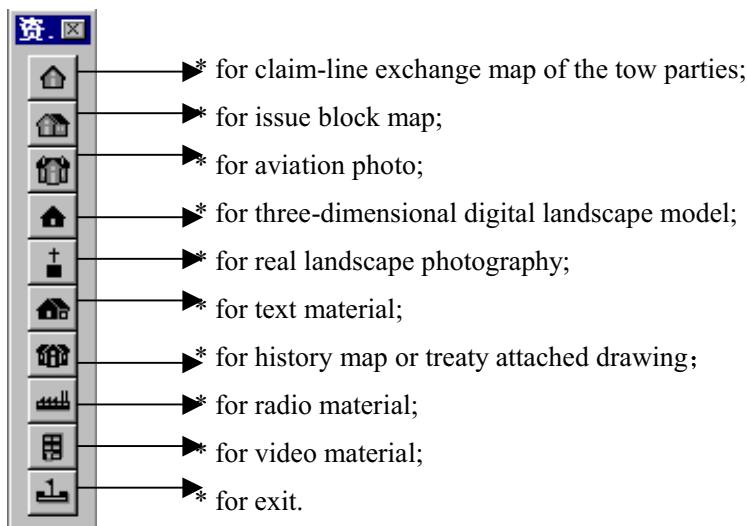 资.
* for claim-line exchange map of the tow parties;
* for issue block map;
* for aviation photo;
* for three-dimensional digital landscape model;
* for real landscape photography;
* for text material;
* for history map or treaty attached drawing；
* for radio material;
* for video material;
* for exit.